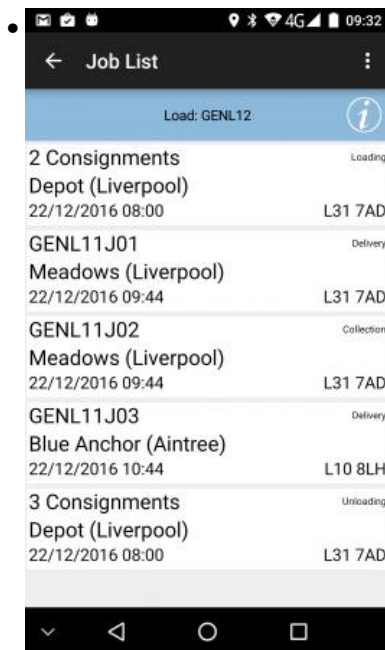 4G 09:32
Job List
Load: GENL12
i
2 Consignments Loading
Depot (Liverpool)
22/12/2016 08:00 L31 7AD
GENL11J01 Delivery
Meadows (Liverpool)
22/12/2016 09:44 L31 7AD
GENL11J02 Collection
Meadows (Liverpool)
22/12/2016 09:44 L31 7AD
GENL11J03 Delivery
Blue Anchor (Aintree)
22/12/2016 10:44 L10 8LH
3 Consignments Unloading
Depot (Liverpool)
22/12/2016 08:00 L31 7AD